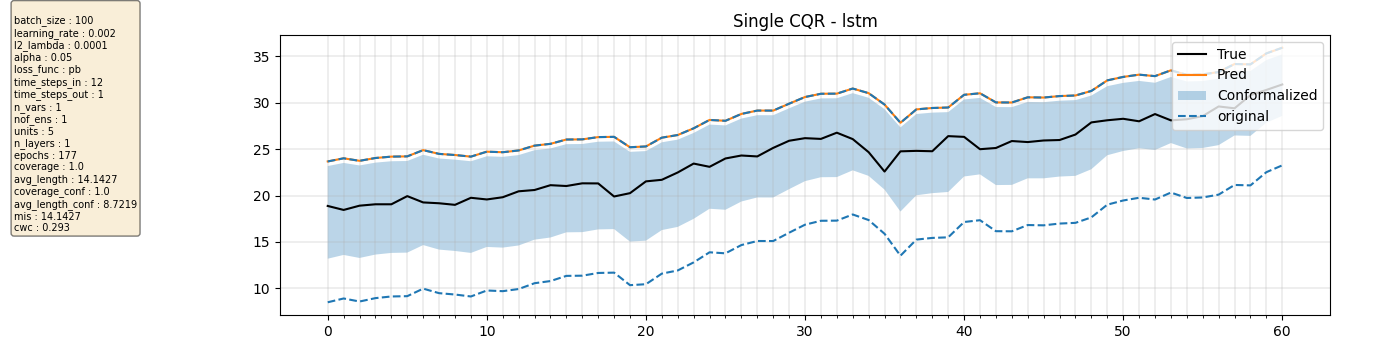 Single CQR - lstm
batch_size : 100
learning_rate : 0.002
l2_lambda : 0.0001
alpha : 0.05
loss_func : pb
time_steps_in : 12
time_steps_out : 1
n_vars : 1
nof_ens : 1
units : 5
n_layers : 1
epochs : 177
coverage : 1.0
avg_length : 14.1427
coverage_conf : 1.0
avg_length_conf : 8.7219
mis : 14.1427
cwc : 0.293
35
30
25
20
15
10
True
Pred
Conformalized
original
0 10 20 30 40 50 60